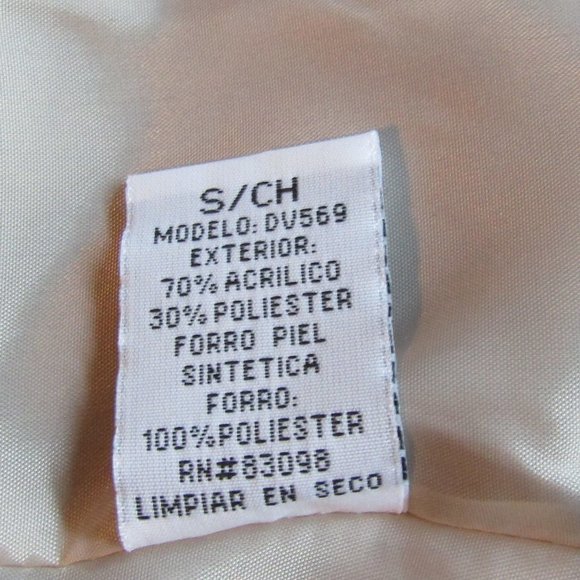 S/CH
MODELO: DV569
EXTERIOR:
70% ACRILICO
30% POLIESTER
FORRO PIEL
SINTETICA
FORRO:
100% POLIESTER
RN#83098
LIMPIAR EN SECO